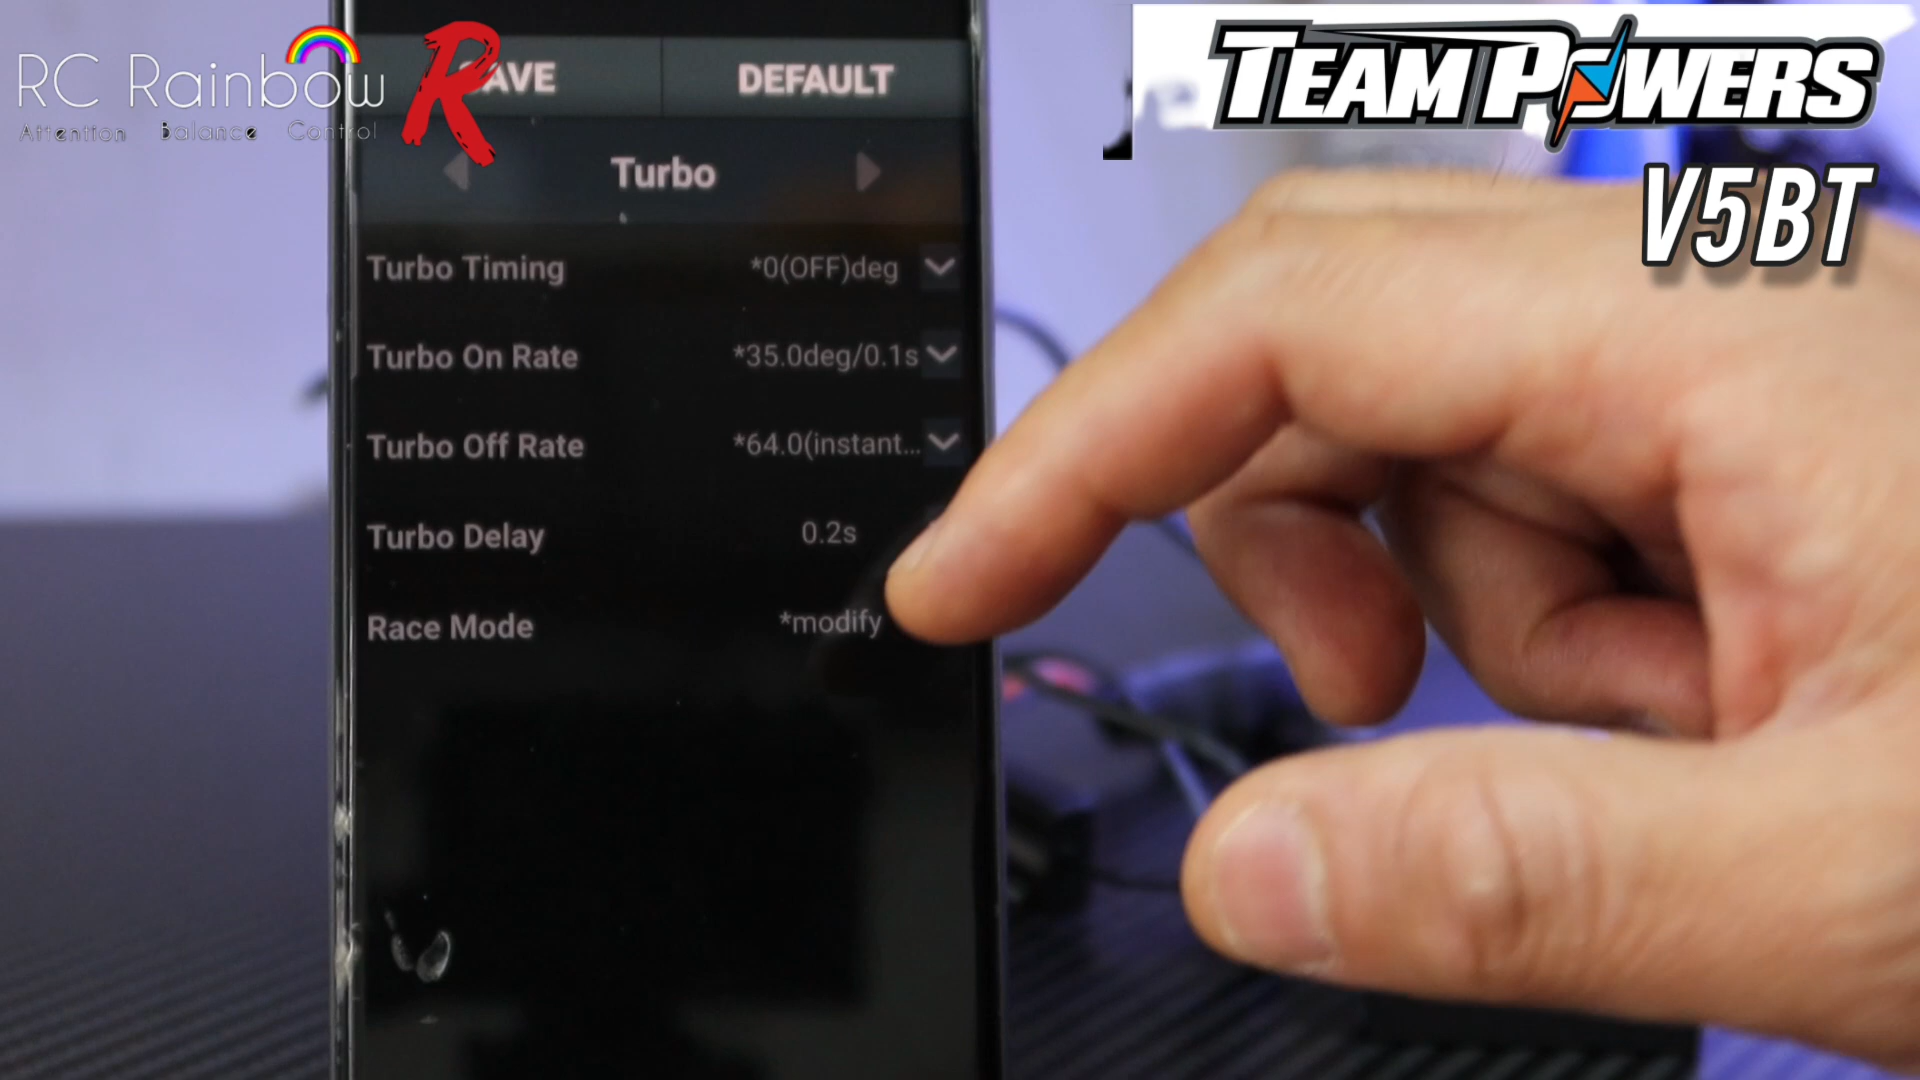 RC Rainbow R
Attention Balance Control
SAVE DEFAULT
TEAM POWERS
V5BT
Turbo
Turbo Timing *0(OFF)deg
Turbo On Rate *35.0deg/0.1s
Turbo Off Rate *64.0(instant...
Turbo Delay 0.2s
Race Mode *modify